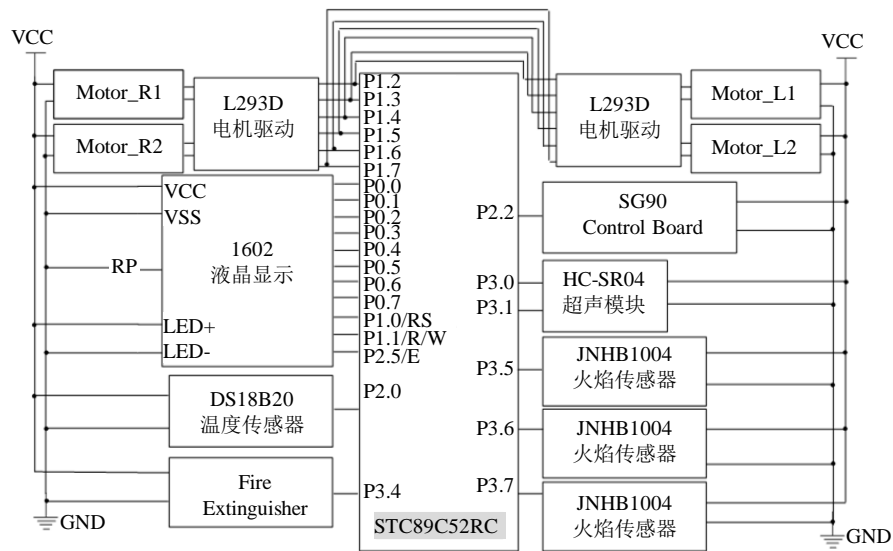 VCC
VCC
Motor_R1
Motor_R2
L293D
电机驱动
P1.2
P1.3
P1.4
P1.5
P1.6
P1.7
P0.0
P0.1
P0.2
P0.3
P0.4
P0.5
P0.6
P0.7
P1.0/RS
P1.1/R/W
P2.5/E
P2.0
P3.4
STC89C52RC
L293D
电机驱动
Motor_L1
Motor_L2
VCC
VSS
RP
LED+
LED-
1602
液晶显示
DS18B20
温度传感器
Fire
Extinguisher
GND
P2.2
P3.0
P3.1
P3.5
P3.6
P3.7
SG90
Control Board
HC-SR04
超声模块
JNHB1004
火焰传感器
JNHB1004
火焰传感器
JNHB1004
火焰传感器
GND